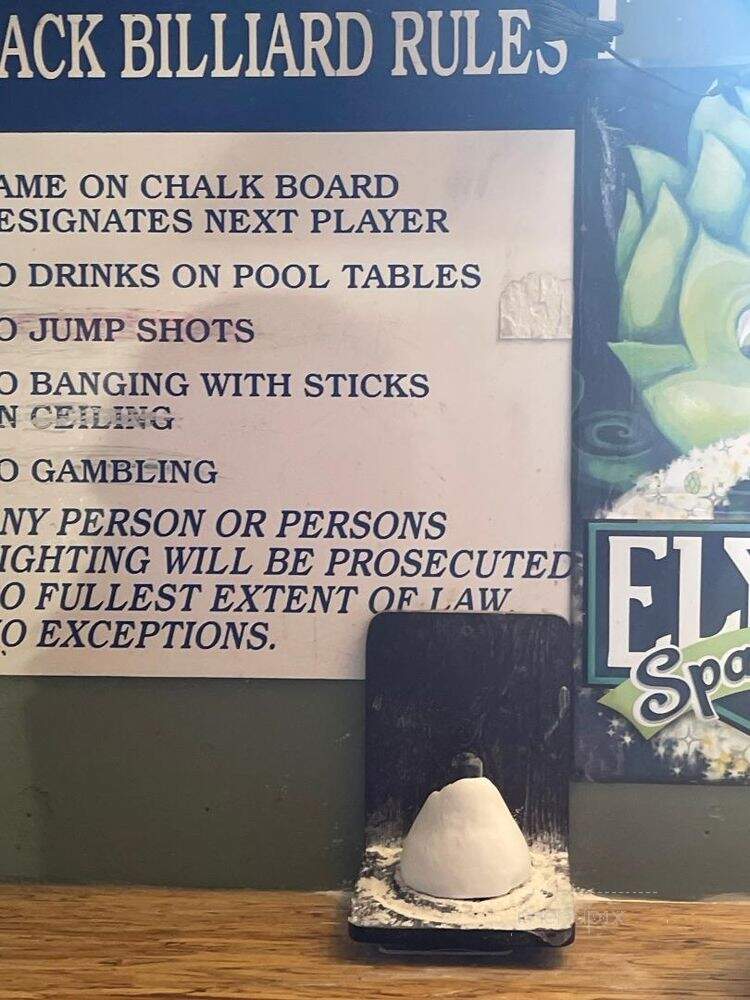 ACK BILLIARD RULES
AME ON CHALK BOARD
ESIGNATES NEXT PLAYER
O DRINKS ON POOL TABLES
O JUMP SHOTS
O BANGING WITH STICKS
N CEILING
O GAMBLING
NY PERSON OR PERSONS
IGHTING WILL BE PROSECUTED
O FULLEST EXTENT OF LAW
O EXCEPTIONS.
ELY
Spa